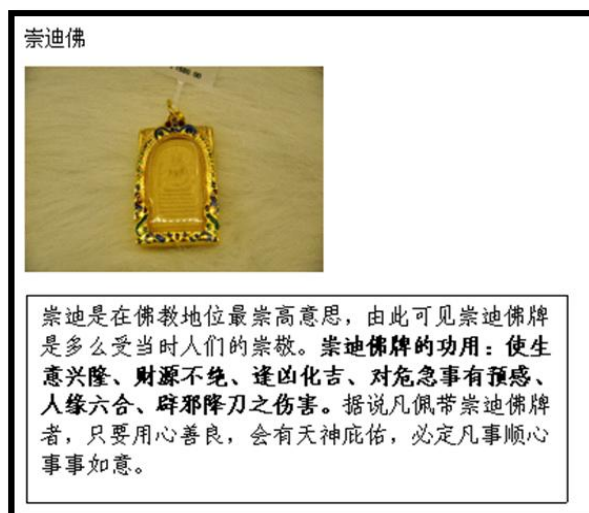 崇迪佛
崇迪是在佛教地位最崇高意思，由此可见崇迪佛牌
是多么受当时人们的崇敬。崇迪佛牌的功用：使生
意兴隆、财源不绝、逢凶化吉、对危急事有预感、
人缘六合、辟邪降刀之伤害。据说凡佩带崇迪佛牌
者，只要用心善良，会有天神庇佑，必定凡事顺心
事事如意。